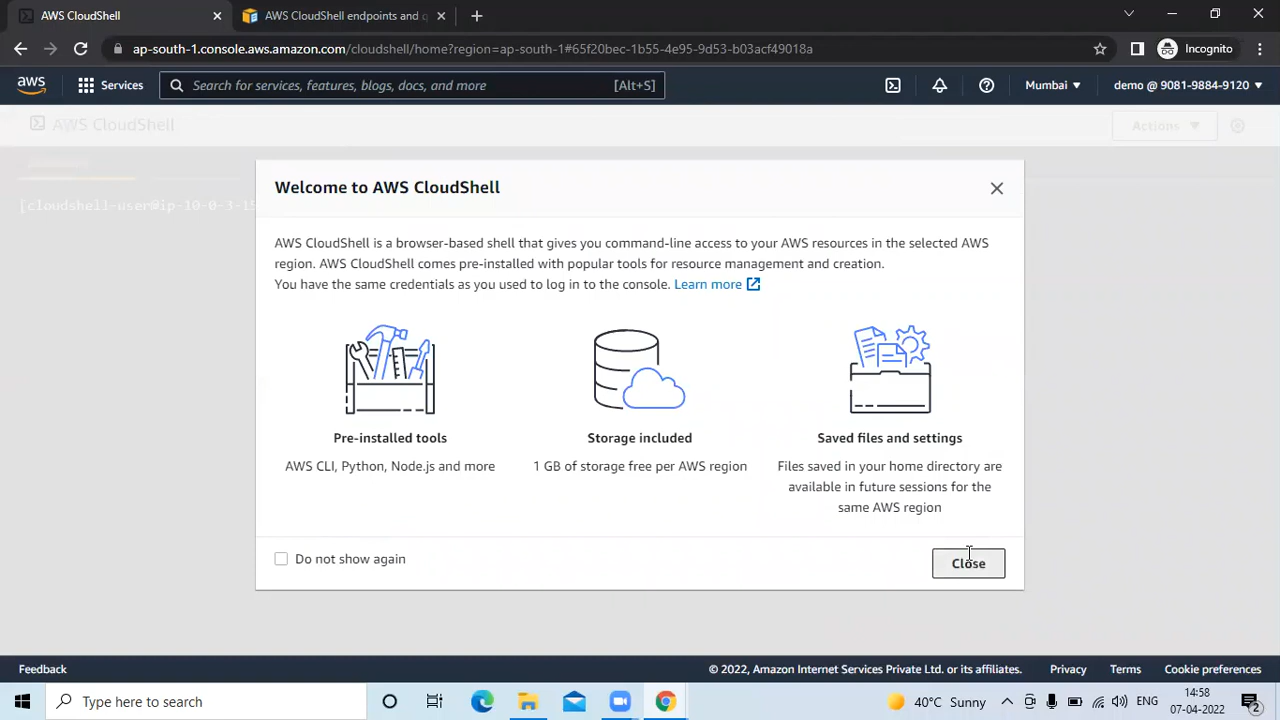 AWS CloudShell
AWS CloudShell endpoints and q
ap-south-1.console.aws.amazon.com/cloudshell/home?region=ap-south-1#65f20bec-1b55-4e95-9d53-b03acf49018a
Incognito
aws
Services
Search for services, features, blogs, docs, and more
[Alt+S]
Mumbai
demo @ 9081-9884-9120
AWS CloudShell
Actions
[cloudshell-user@ip-10-0-3-15
Welcome to AWS CloudShell
AWS CloudShell is a browser-based shell that gives you command-line access to your AWS resources in the selected AWS
region. AWS CloudShell comes pre-installed with popular tools for resource management and creation.
You have the same credentials as you used to log in to the console. Learn more
Pre-installed tools
AWS CLI, Python, Node.js and more
Storage included
1 GB of storage free per AWS region
Saved files and settings
Files saved in your home directory are
available in future sessions for the
same AWS region
Do not show again
Close
Feedback
© 2022, Amazon Internet Services Private Ltd. or its affiliates.
Privacy
Terms
Cookie preferences
Type here to search
40°C Sunny
ENG
14:58
07-04-2022
2